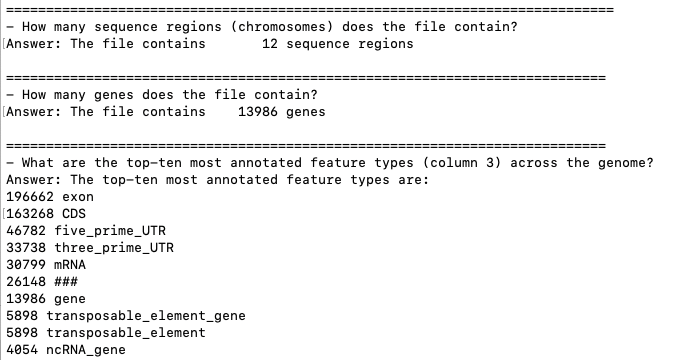 ============================================================================
- How many sequence regions (chromosomes) does the file contain?
Answer: The file contains       12 sequence regions
===========================================================================
- How many genes does the file contain?
Answer: The file contains    13986 genes
===========================================================================
- What are the top-ten most annotated feature types (column 3) across the genome?
Answer: The top-ten most annotated feature types are:
196662 exon
163268 CDS
46782 five_prime_UTR
33738 three_prime_UTR
30799 mRNA
26148 ###
13986 gene
5898 transposable_element_gene
5898 transposable_element
4054 ncRNA_gene